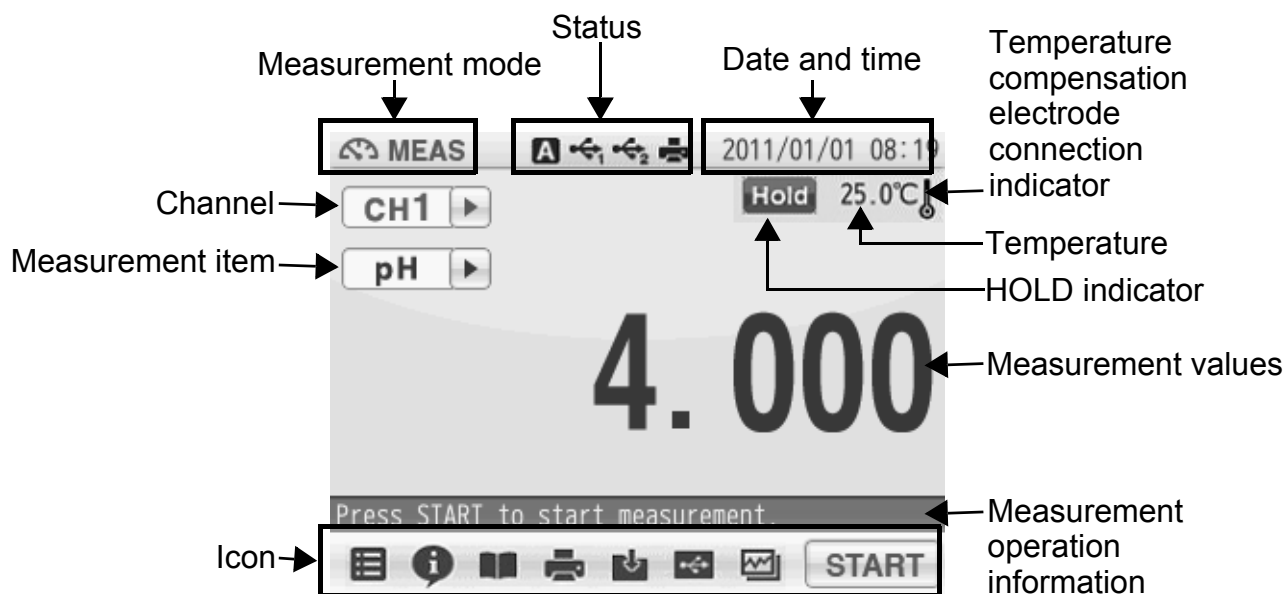 Status
Measurement mode
Date and time
Temperature
compensation
electrode
connection
indicator
MEAS
A
1
2
2011/01/01 08:19
Channel
CH1
Hold
25.0℃
Measurement item
pH
Temperature
HOLD indicator
4.000
Measurement values
Press START to start measurement.
Measurement
operation
information
Icon
START